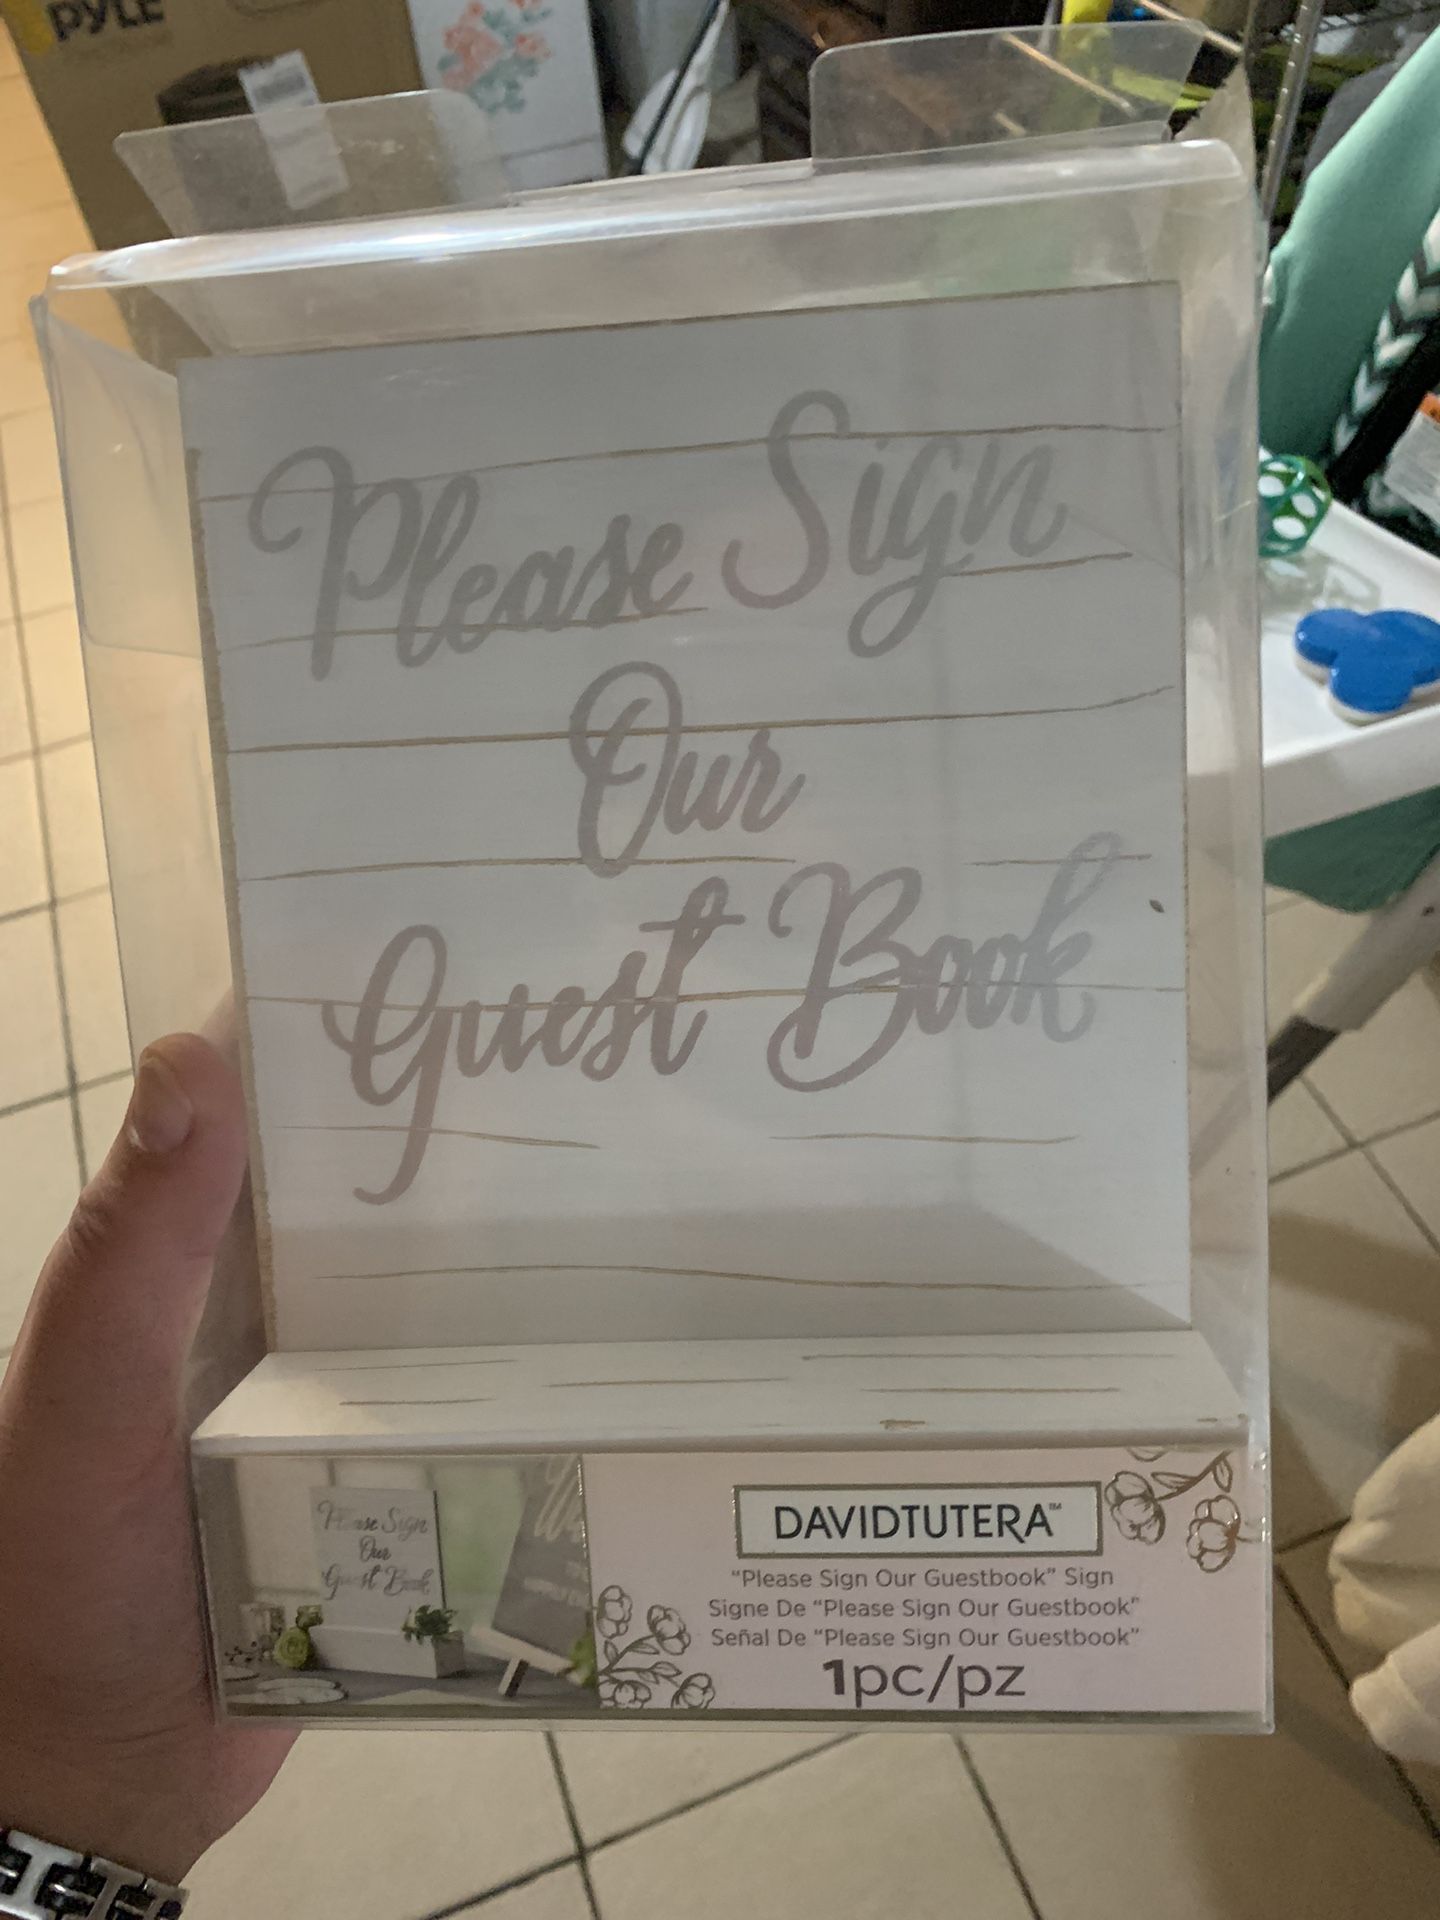 PYLE
Please Sign
Our
Guest Book
Please Sign
Our
Guest Book
DAVIDTUTERA™
"Please Sign Our Guestbook" Sign
Signe De "Please Sign Our Guestbook"
Señal De "Please Sign Our Guestbook"
1pc/pz